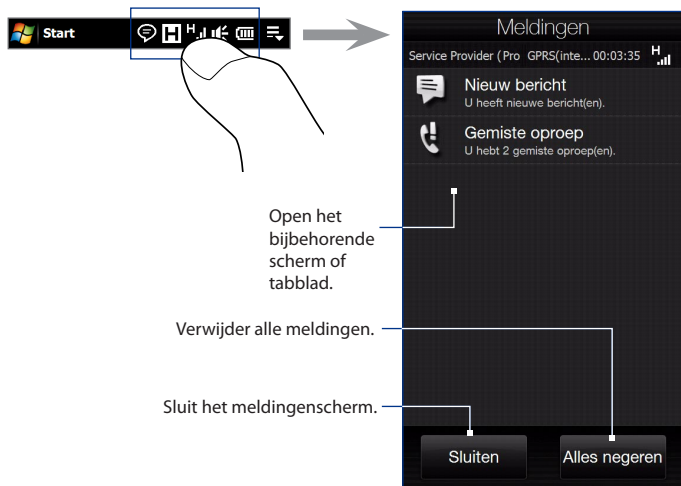 Start
H
H
Meldingen
Service Provider ( Pro GPRS(inte... 00:03:35 H
Nieuw bericht
U heeft nieuwe bericht(en).
Gemiste oproep
U hebt 2 gemiste oproep(en).
Open het
bijbehorende
scherm of
tabblad.
Verwijder alle meldingen.
Sluit het meldingenscherm.
Sluiten
Alles negeren